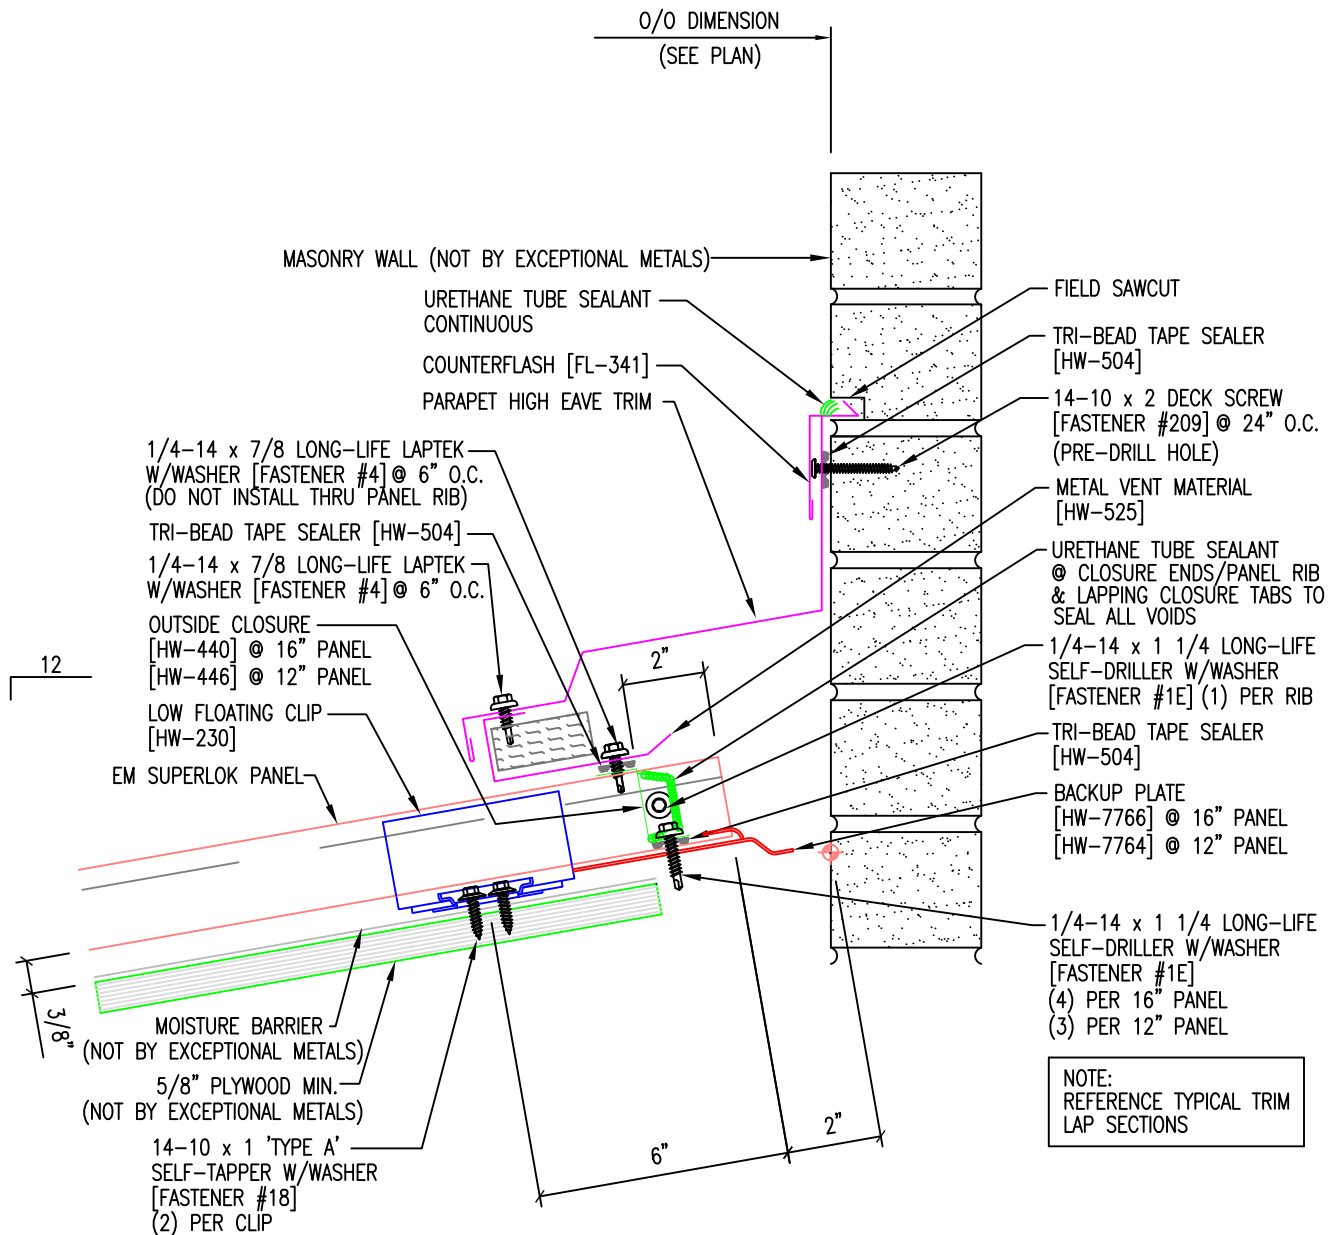 O/O DIMENSION
(SEE PLAN)
MASONRY WALL (NOT BY EXCEPTIONAL METALS)
URETHANE TUBE SEALANT
CONTINUOUS
COUNTERFLASH [FL-341]
PARAPET HIGH EAVE TRIM
1/4-14 x 7/8 LONG-LIFE LAPTEK
W/WASHER [FASTENER #4] @ 6" O.C.
(DO NOT INSTALL THRU PANEL RIB)
TRI-BEAD TAPE SEALER [HW-504]
1/4-14 x 7/8 LONG-LIFE LAPTEK
W/WASHER [FASTENER #4] @ 6" O.C.
OUTSIDE CLOSURE
[HW-440] @ 16" PANEL
[HW-446] @ 12" PANEL
12
LOW FLOATING CLIP
[HW-230]
EM SUPERLOK PANEL
2"
FIELD SAWCUT
TRI-BEAD TAPE SEALER
[HW-504]
14-10 x 2 DECK SCREW
[FASTENER #209] @ 24" O.C.
(PRE-DRILL HOLE)
METAL VENT MATERIAL
[HW-525]
URETHANE TUBE SEALANT
@ CLOSURE ENDS/PANEL RIB
& LAPPING CLOSURE TABS TO
SEAL ALL VOIDS
1/4-14 x 1 1/4 LONG-LIFE
SELF-DRILLER W/WASHER
[FASTENER #1E] (1) PER RIB
TRI-BEAD TAPE SEALER
[HW-504]
BACKUP PLATE
[HW-7766] @ 16" PANEL
[HW-7764] @ 12" PANEL
1/4-14 x 1 1/4 LONG-LIFE
SELF-DRILLER W/WASHER
[FASTENER #1E]
(4) PER 16" PANEL
(3) PER 12" PANEL
3/8"
MOISTURE BARRIER
(NOT BY EXCEPTIONAL METALS)
5/8" PLYWOOD MIN.
(NOT BY EXCEPTIONAL METALS)
14-10 x 1 'TYPE A'
SELF-TAPPER W/WASHER
[FASTENER #18]
(2) PER CLIP
6"
2"
NOTE:
REFERENCE TYPICAL TRIM
LAP SECTIONS